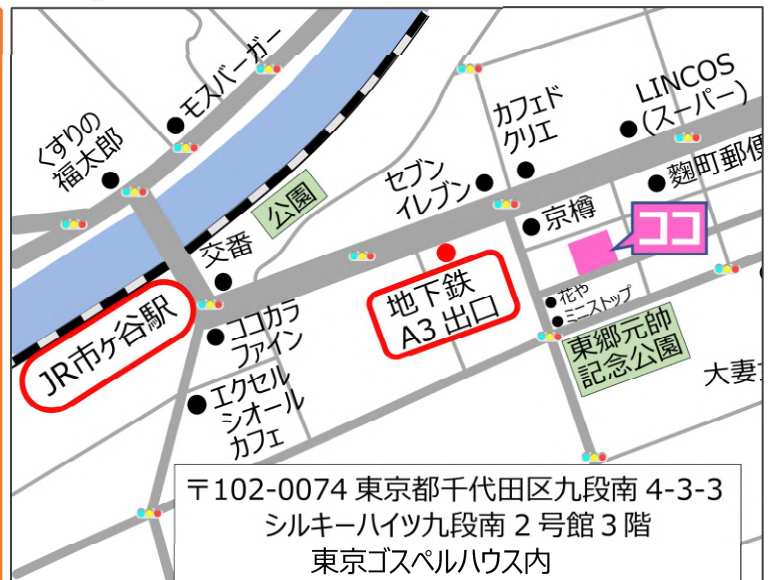 モスバーガー
くすりの
福太郎
公園
交番
JR市ヶ谷駅
ココカラ
ファイン
エクセル
シオール
カフェ
セブン
イレブン
カフェド
クリエ
LINCOS
(スーパー)
麴町郵便
京樽
ココ
地下鉄
A3 出口
花や
ミニストップ
東郷元帥
記念公園
大妻
〒102-0074 東京都千代田区九段南 4-3-3
シルキーハイツ九段南 2 号館 3 階
東京ゴスペルハウス内